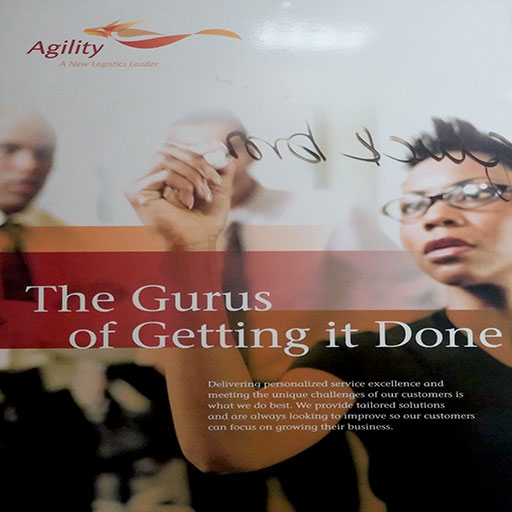 Agility
A New Logistics Leader
The Gurus
of Getting it Done
Delivering personalized service excellence and
meeting the unique challenges of our customers is
what we do best. We provide tailored solutions
and are always looking to improve so our customers
can focus on growing their business.